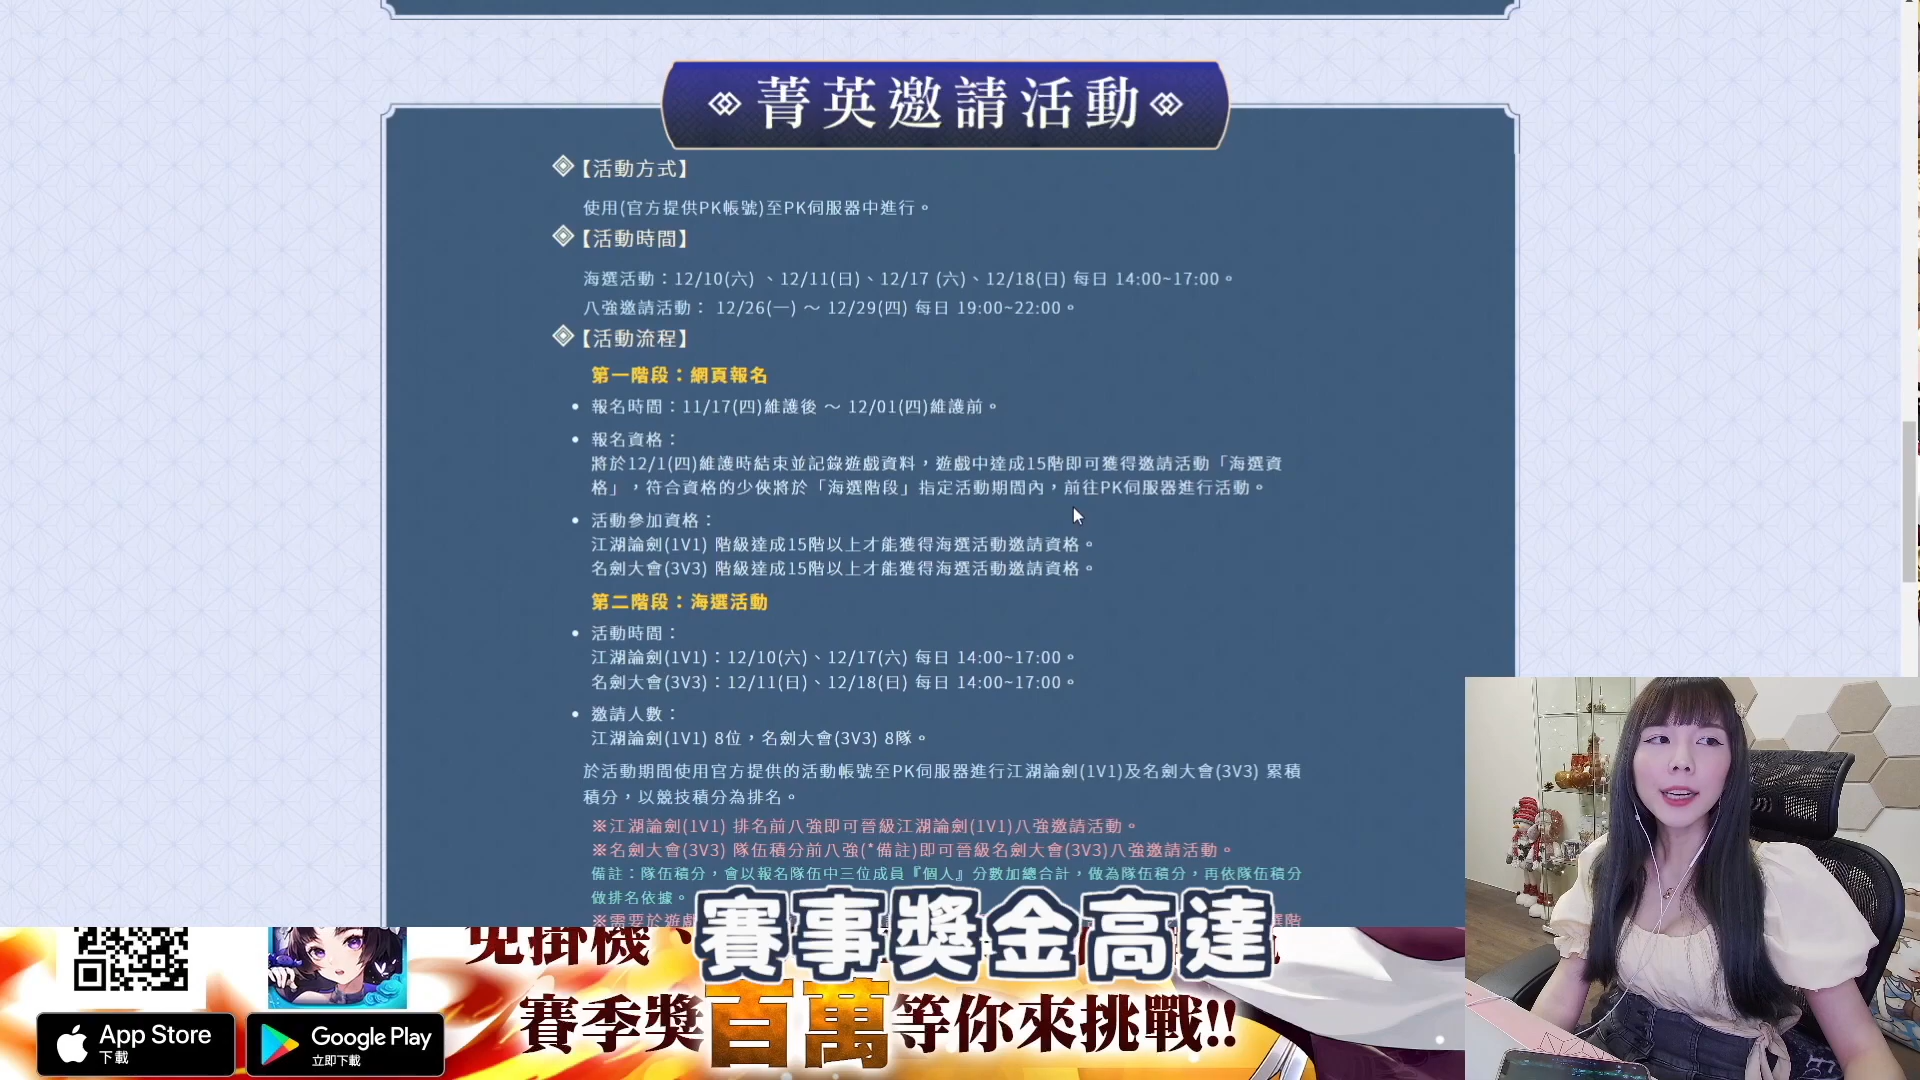 菁英邀請活動
【活動方式】
使用(官方提供PK帳號)至PK伺服器中進行。
【活動時間】
海選活動：12/10(六) 、12/11(日)、12/17 (六)、12/18(日) 每日 14:00~17:00。
八強邀請活動： 12/26(一) ～ 12/29(四) 每日 19:00~22:00。
【活動流程】
第一階段：網頁報名
• 報名時間：11/17(四)維護後 ～ 12/01(四)維護前。
• 報名資格：
將於12/1(四)維護時結束並記錄遊戲資料，遊戲中達成15階即可獲得邀請活動「海選資
格」，符合資格的少俠將於「海選階段」指定活動期間內，前往PK伺服器進行活動。
• 活動參加資格：
江湖論劍(1V1) 階級達成15階以上才能獲得海選活動邀請資格。
名劍大會(3V3) 階級達成15階以上才能獲得海選活動邀請資格。
第二階段：海選活動
• 活動時間：
江湖論劍(1V1)：12/10(六)、12/17(六) 每日 14:00~17:00。
名劍大會(3V3)：12/11(日)、12/18(日) 每日 14:00~17:00。
• 邀請人數：
江湖論劍(1V1) 8位，名劍大會(3V3) 8隊。
於活動期間使用官方提供的活動帳號至PK伺服器進行江湖論劍(1V1)及名劍大會(3V3) 累積
積分，以競技積分為排名。
※江湖論劍(1V1) 排名前八強即可晉級江湖論劍(1V1)八強邀請活動。
※名劍大會(3V3) 隊伍積分前八強(*備註)即可晉級名劍大會(3V3)八強邀請活動。
備註：隊伍積分，會以報名隊伍中三位成員『個人』分數加總合計，做為隊伍積分，再依隊伍積分
做排名依據。
※需要於遊戲
選階
賽事獎金高達
免掛機、
賽季獎百萬等你來挑戰!!
App Store
下載
Google Play
立即下載